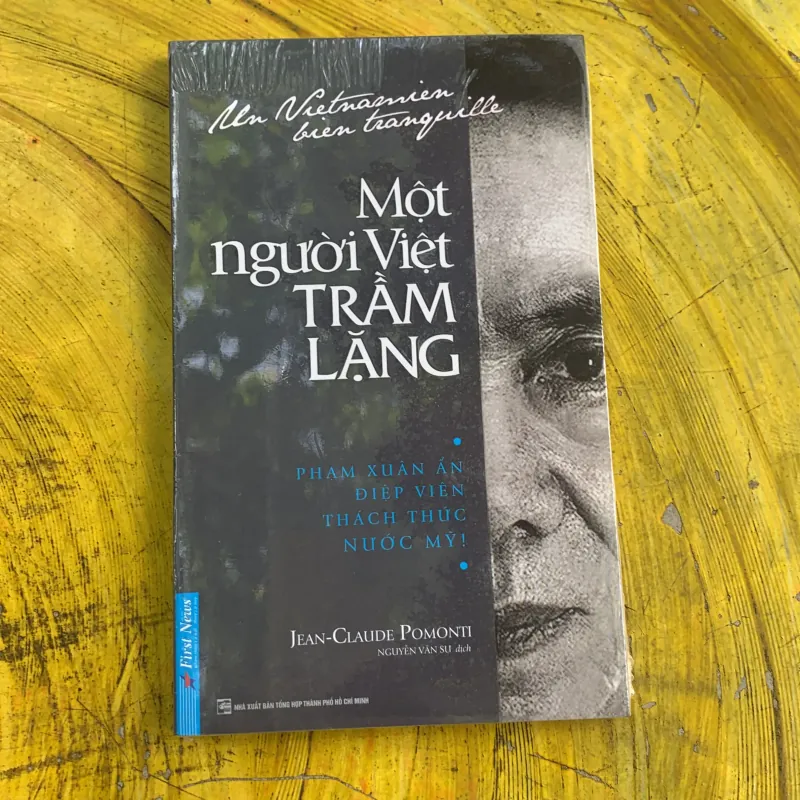 Un Vietnamien
bien tranquille
Một
người Việt
TRẦM
LẶNG
PHẠM XUÂN ẨN
ĐIỆP VIÊN
THÁCH THỨC
NƯỚC MỸ!
JEAN-CLAUDE POMONTI
NGUYỄN VĂN SỰ dịch
First News
NHÀ XUẤT BẢN TỔNG HỢP THÀNH PHỐ HỒ CHÍ MINH